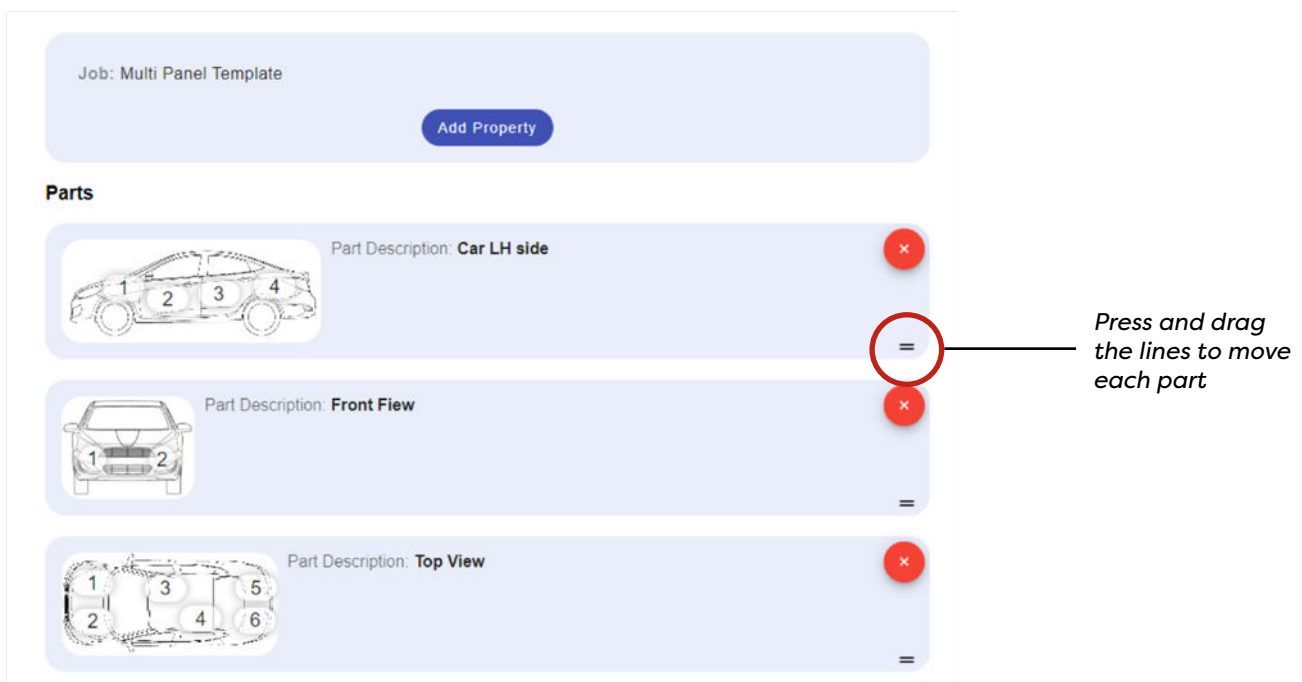 Job: Multi Panel Template
Add Property
Parts
Part Description: Car LH side
×
1 2 3 4
=
Press and drag
the lines to move
each part
Part Description: Front Fiew
×
1 2
=
Part Description: Top View
×
1 3 5
2 4 6
=